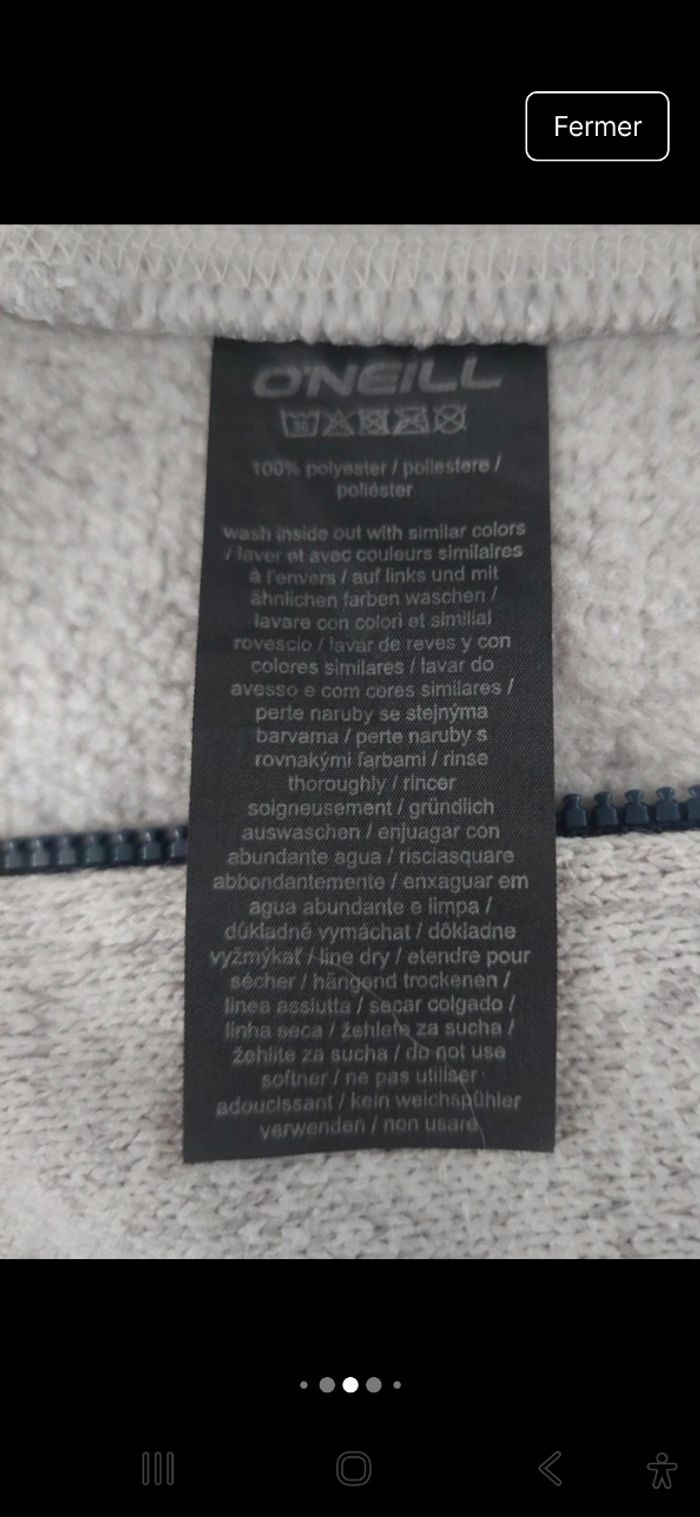 Fermer
O'NEILL
30
100% polyester / poliestere /
poliéster
wash inside out with similar colors
/ laver et avec couleurs similaires
à l'envers / auf links und mit
ähnlichen farben waschen /
lavare con colori et similial
rovescio / lavar de reves y con
colores similares / lavar do
avesso e com cores similares /
perte naruby se stejnýma
barvama / perte naruby s
rovnakými farbami / rinse
thoroughly / rincer
soigneusement / gründlich
auswaschen / enjuagar con
abundante agua / risciasquare
abbondantemente / enxaguar em
agua abundante e limpa /
důkladně vymáchat / dôkladne
vyžmýkať / line dry / etendre pour
sécher / hängend trockenen /
linea assiutta / secar colgado /
linha seca / žehlete za sucha /
žehlite za sucha / do not use
softner / ne pas utiliser
adoucissant / kein weichspühler
verwenden / non usare